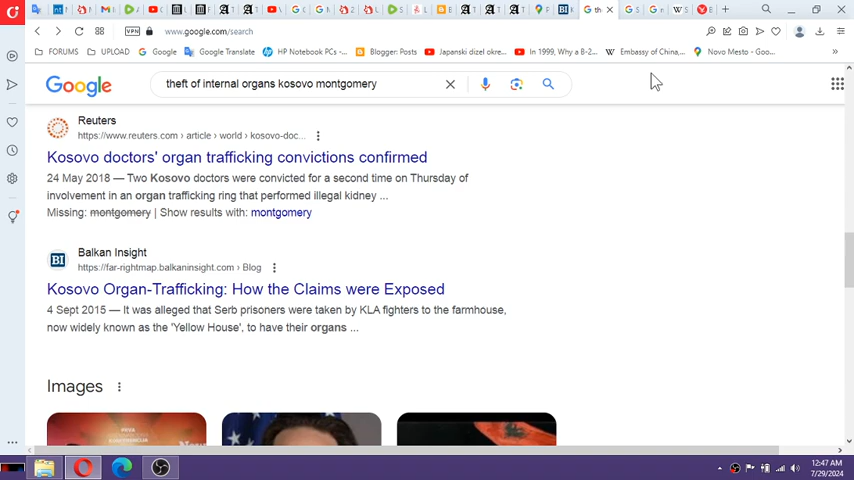 www.google.com/search
VPN
FORUMS UPLOAD Google Google Translate HP Notebook PC... Blogger: Posts Japanski dizel okre... In 1999, Why a B-2... Embassy of China,... Novo Mesto - Goo...
Google
theft of internal organs kosovo montgomery
Reuters
https://www.reuters.com › article › world › kosovo-doc...
Kosovo doctors' organ trafficking convictions confirmed
24 May 2018 — Two Kosovo doctors were convicted for a second time on Thursday of
involvement in an organ trafficking ring that performed illegal kidney ...
Missing: montgomery | Show results with: montgomery
BI
Balkan Insight
https://far-rightmap.balkaninsight.com › Blog
Kosovo Organ-Trafficking: How the Claims were Exposed
4 Sept 2015 — It was alleged that Serb prisoners were taken by KLA fighters to the farmhouse,
now widely known as the 'Yellow House', to have their organs ...
Images
12:47 AM
7/29/2024